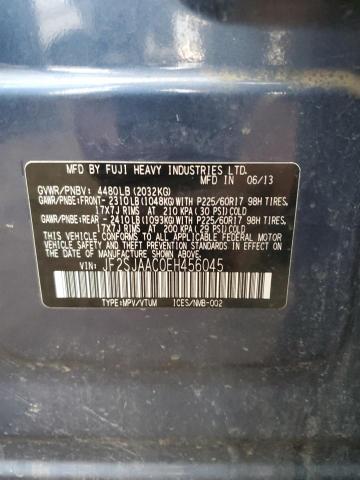 MFD BY FUJI HEAVY INDUSTRIES LTD.
MADE IN JAPAN 06/13
GVWR/PNBV: 4480LB(2032KG)
GAWR/PNBE:FRONT- 2310LB(1048KG) WITH P225/60R17 98H TIRES,
17X7J RIMS AT 210 KPA (30 PSI) COLD
GAWR/PNBE:REAR -2410LB(1093KG) WITH P225/60R17 98H TIRES,
17X7J RIMS AT 200 KPA (29 PSI) COLD
THIS VEHICLE CONFORMS TO ALL APPLICABLE FEDERAL MOTOR
VEHICLE SAFETY, BUMPER, AND THEFT PREVENTION STANDARDS
IN EFFECT ON THE DATE OF MANUFACTURE SHOWN ABOVE.
VIN: JF2SJAAC0EH456045
TYPE:MPV/VTUM ICES/NMB-002